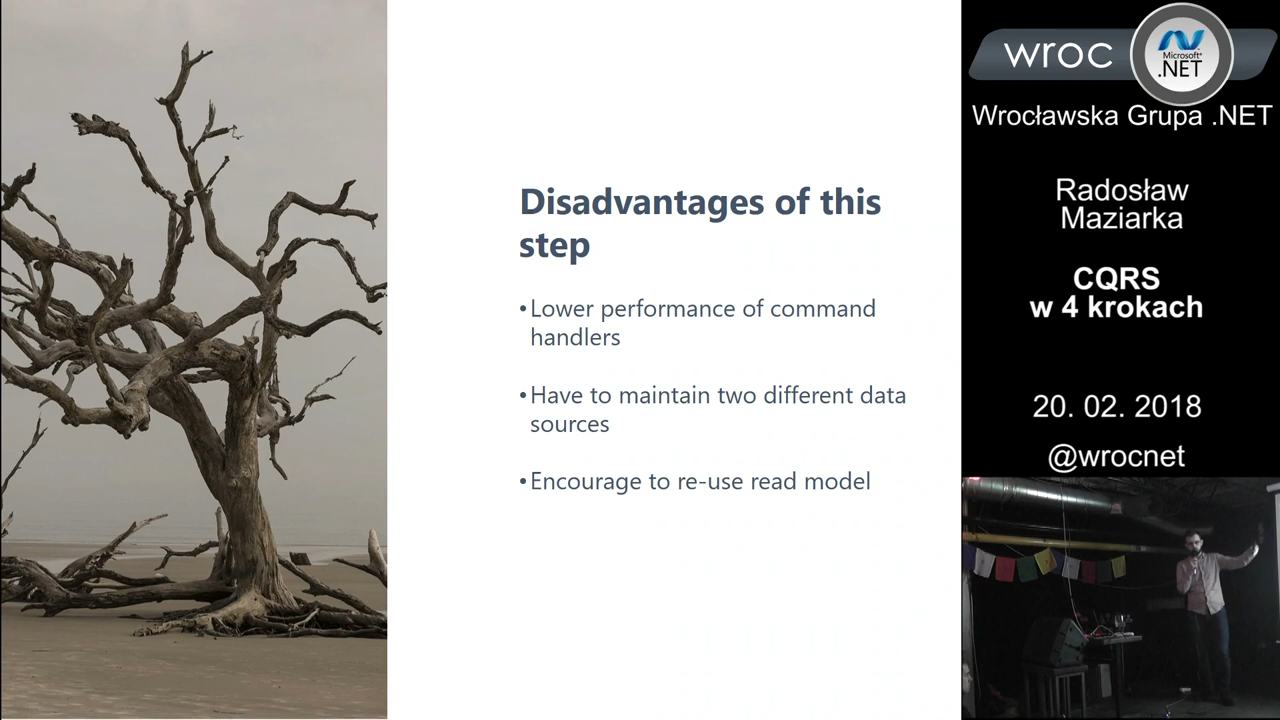 Disadvantages of this
step
•Lower performance of command
handlers
•Have to maintain two different data
sources
•Encourage to re-use read model
wroc
Microsoft®
.NET
Wrocławska Grupa .NET
Radosław
Maziarka
CQRS
w 4 krokach
20. 02. 2018
@wrocnet